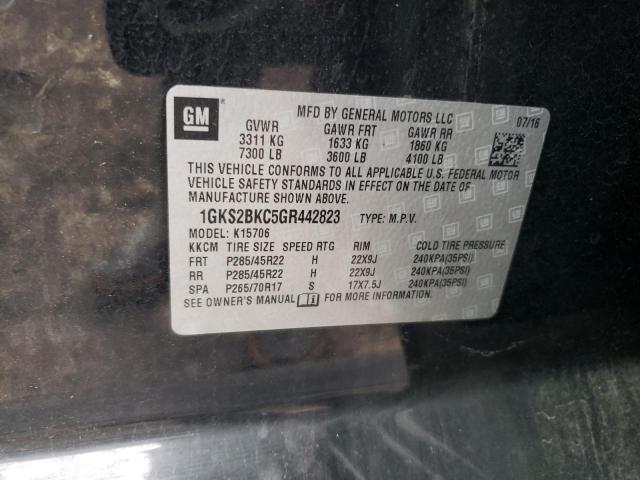 GM ®
MFD BY GENERAL MOTORS LLC
07/16
GVWR GAWR FRT GAWR RR
3311 KG 1633 KG 1860 KG
7300 LB 3600 LB 4100 LB
THIS VEHICLE CONFORMS TO ALL APPLICABLE U.S. FEDERAL MOTOR
VEHICLE SAFETY STANDARDS IN EFFECT ON THE DATE OF
MANUFACTURE SHOWN ABOVE.
1GKS2BKC5GR442823 TYPE: M.P.V.
MODEL: K15706
KKCM TIRE SIZE SPEED RTG RIM COLD TIRE PRESSURE
FRT P285/45R22 H 22X9J 240KPA(35PSI)
RR P285/45R22 H 22X9J 240KPA(35PSI)
SPA P265/70R17 S 17X7.5J 240KPA(35PSI)
SEE OWNER'S MANUAL FOR MORE INFORMATION.